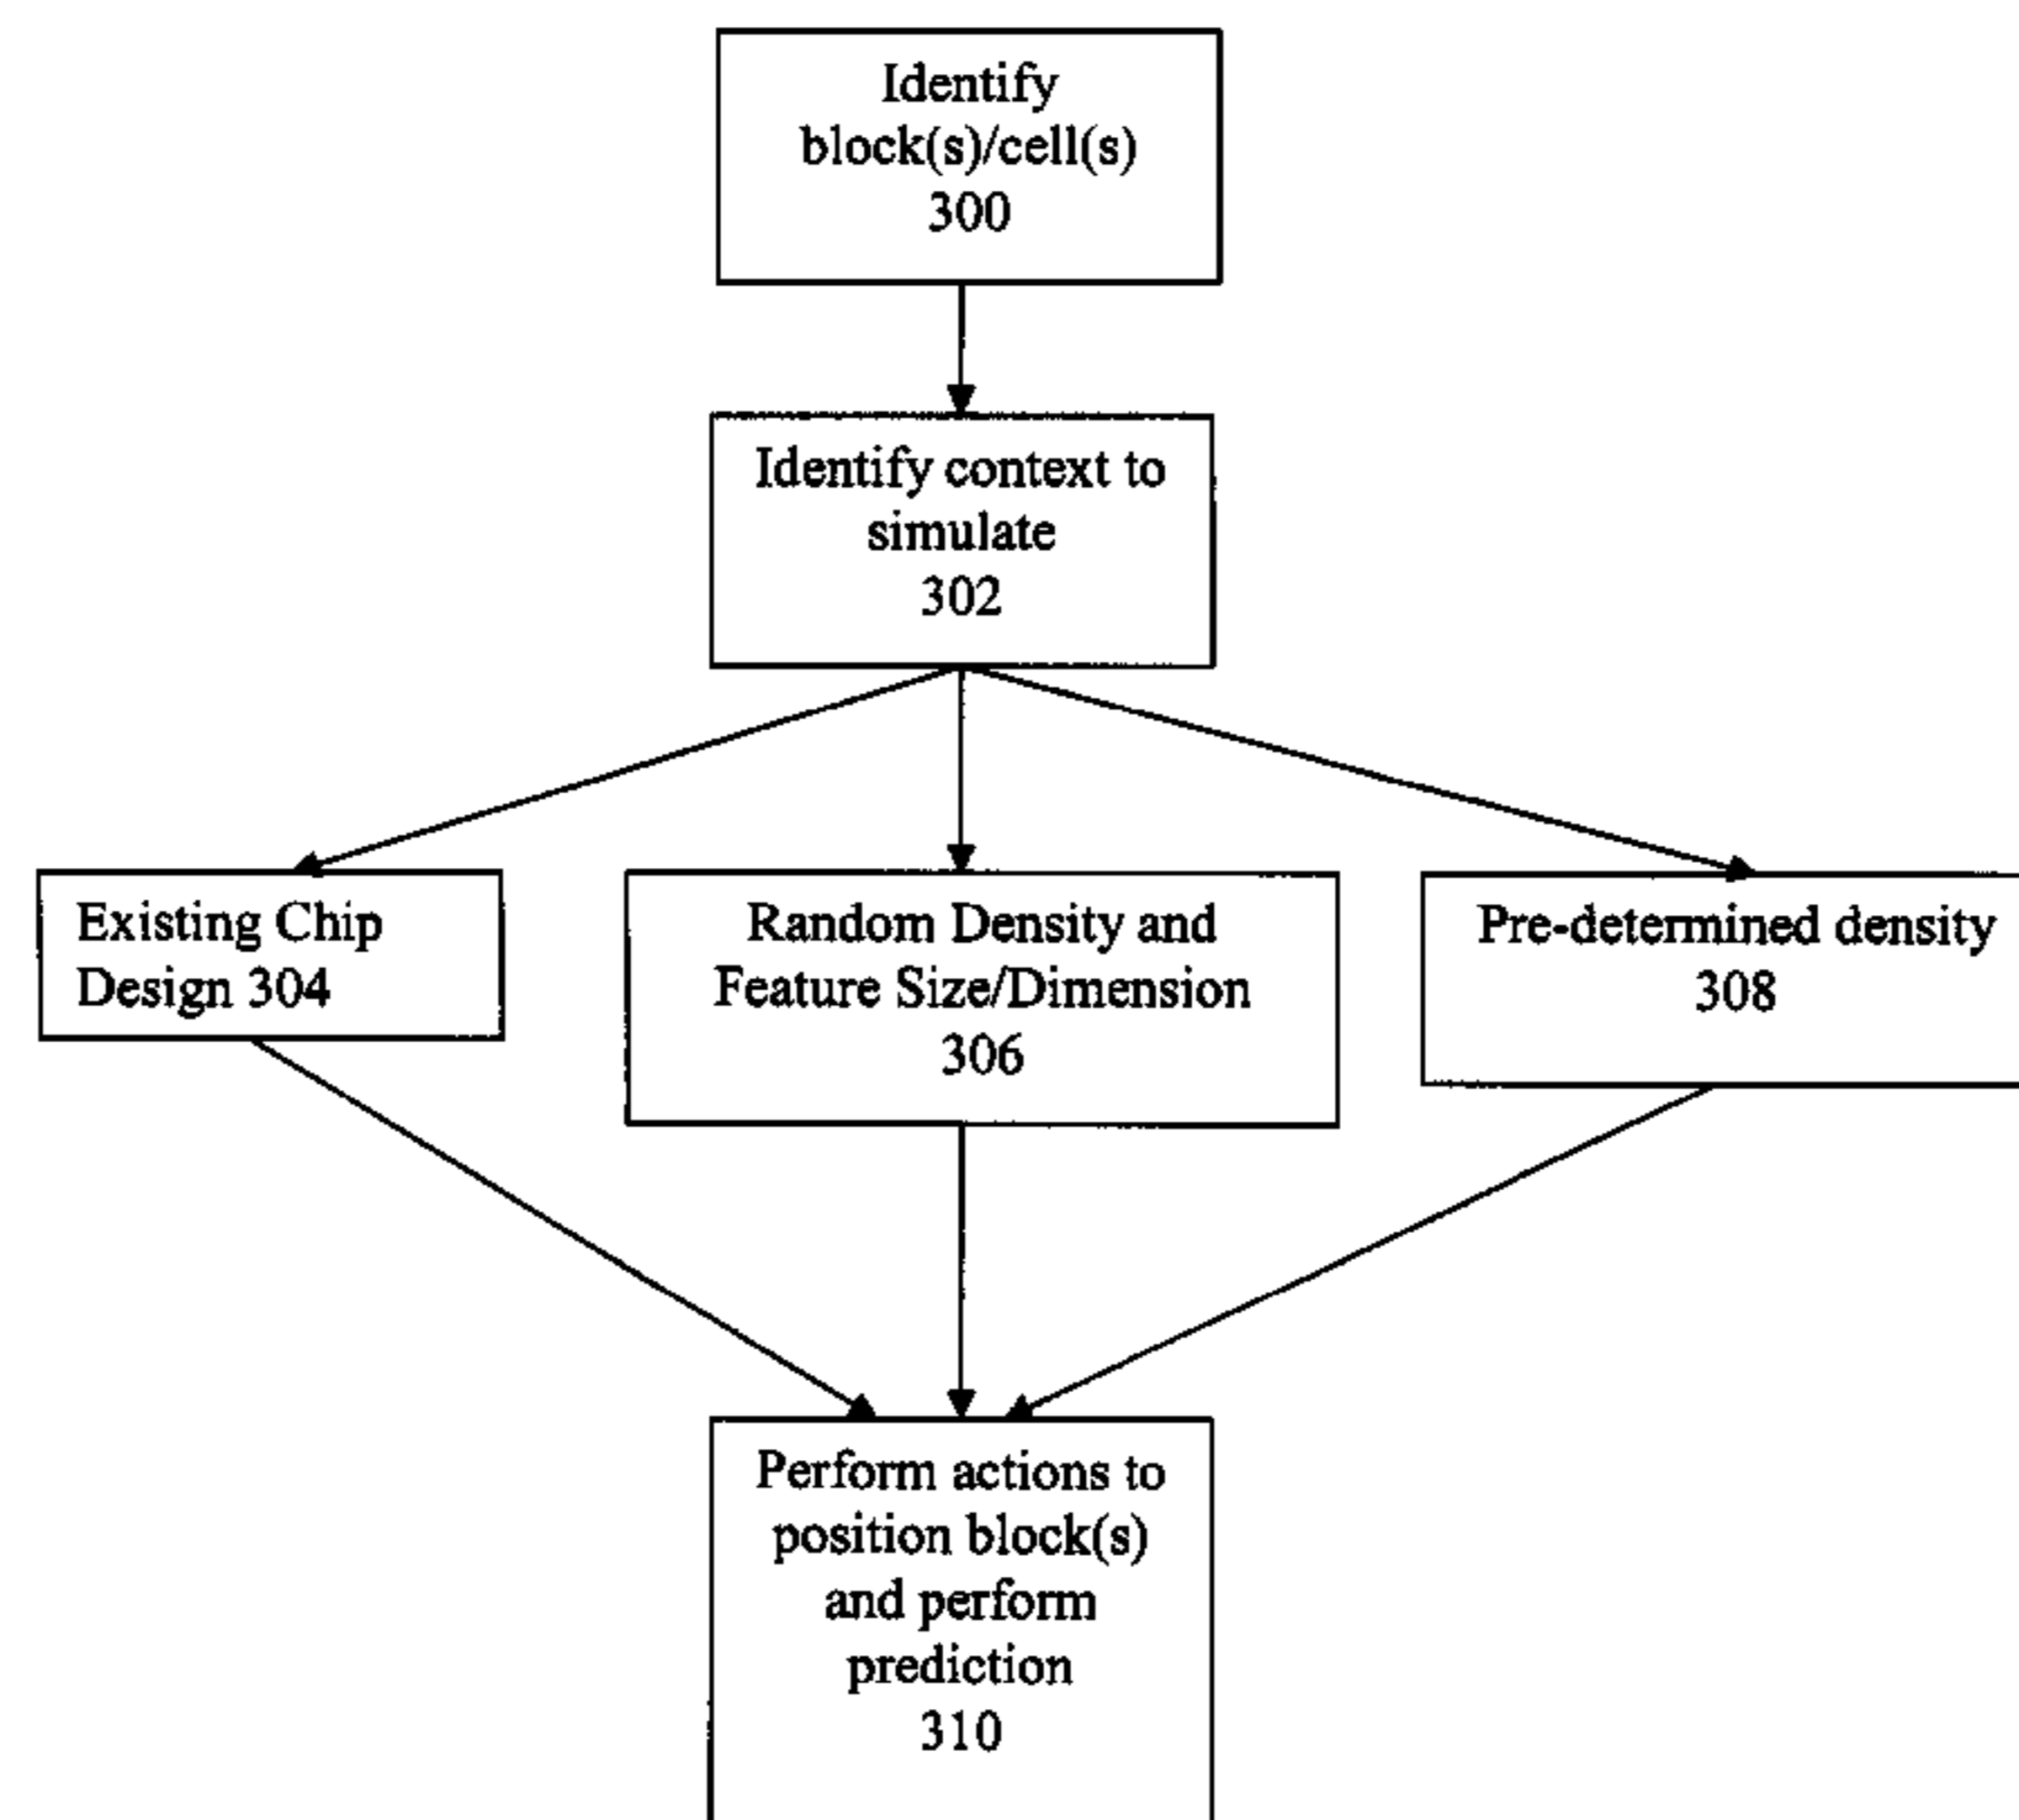 Identify
block(s)/cell(s)
300
Identify context to
simulate
302
Existing Chip
Design 304
Random Density and
Feature Size/Dimension
306
Pre-determined density
308
Perform actions to
position block(s)
and perform
prediction
310